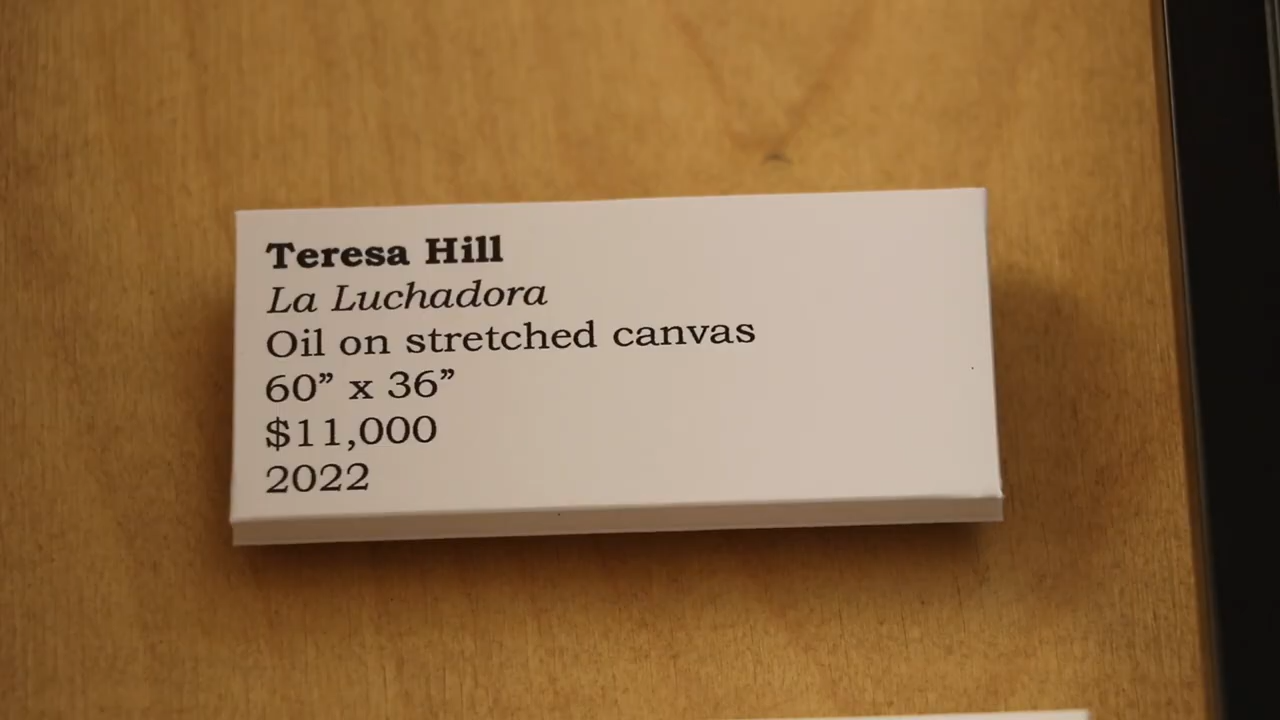 Teresa Hill
La Luchadora
Oil on stretched canvas
60” x 36”
$11,000
2022